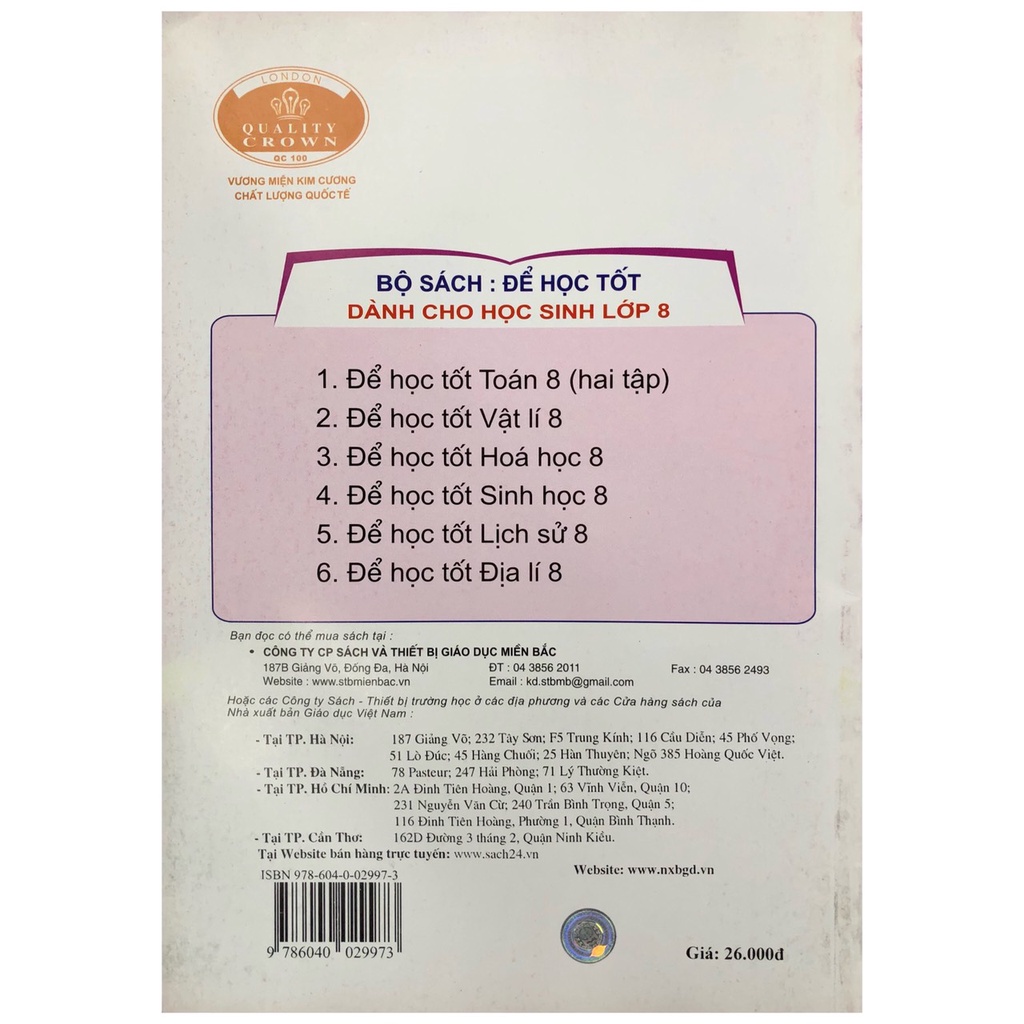 LONDON
QUALITY
CROWN
QC 100
VƯƠNG MIỆN KIM CƯƠNG
CHẤT LƯỢNG QUỐC TẾ
BỘ SÁCH : ĐỂ HỌC TỐT
DÀNH CHO HỌC SINH LỚP 8
1. Để học tốt Toán 8 (hai tập)
2. Để học tốt Vật lí 8
3. Để học tốt Hoá học 8
4. Để học tốt Sinh học 8
5. Để học tốt Lịch sử 8
6. Để học tốt Địa lí 8
Bạn đọc có thể mua sách tại :
• CÔNG TY CP SÁCH VÀ THIẾT BỊ GIÁO DỤC MIỀN BẮC
187B Giảng Võ, Đống Đa, Hà Nội ĐT : 04 3856 2011 Fax : 04 3856 2493
Website : www.stbmienbac.vn Email : kd.stbmb@gmail.com
Hoặc các Công ty Sách - Thiết bị trường học ở các địa phương và các Cửa hàng sách của
Nhà xuất bản Giáo dục Việt Nam :
- Tại TP. Hà Nội: 187 Giảng Võ; 232 Tây Sơn; F5 Trung Kính; 116 Cầu Diễn; 45 Phố Vọng;
51 Lò Đúc; 45 Hàng Chuối; 25 Hàn Thuyên; Ngõ 385 Hoàng Quốc Việt.
- Tại TP. Đà Nẵng: 78 Pasteur; 247 Hải Phòng; 71 Lý Thường Kiệt.
- Tại TP. Hồ Chí Minh: 2A Đinh Tiên Hoàng, Quận 1; 63 Vĩnh Viễn, Quận 10;
231 Nguyễn Văn Cừ; 240 Trần Bình Trọng, Quận 5;
116 Đinh Tiên Hoàng, Phường 1, Quận Bình Thạnh.
- Tại TP. Cần Thơ: 162D Đường 3 tháng 2, Quận Ninh Kiều.
Tại Website bán hàng trực tuyến: www.sach24.vn
ISBN 978-604-0-02997-3
Website: www.nxbgd.vn
9 786040 029973
Giá: 26.000đ